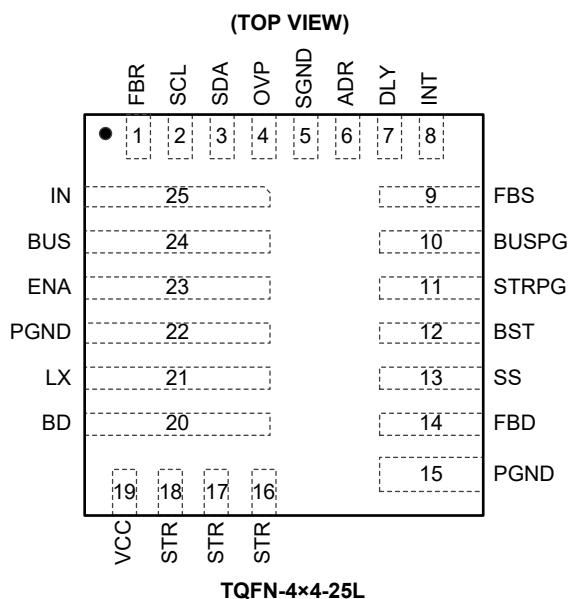 (TOP VIEW)
FBR SCL SDA OVP SGND ADR DLY INT
1 2 3 4 5 6 7 8
IN 25 9 FBS
BUS 24 10 BUSPG
ENA 23 11 STRPG
PGND 22 12 BST
LX 21 13 SS
BD 20 14 FBD
15 PGND
19 18 17 16
VCC STR STR STR
TQFN-4×4-25L